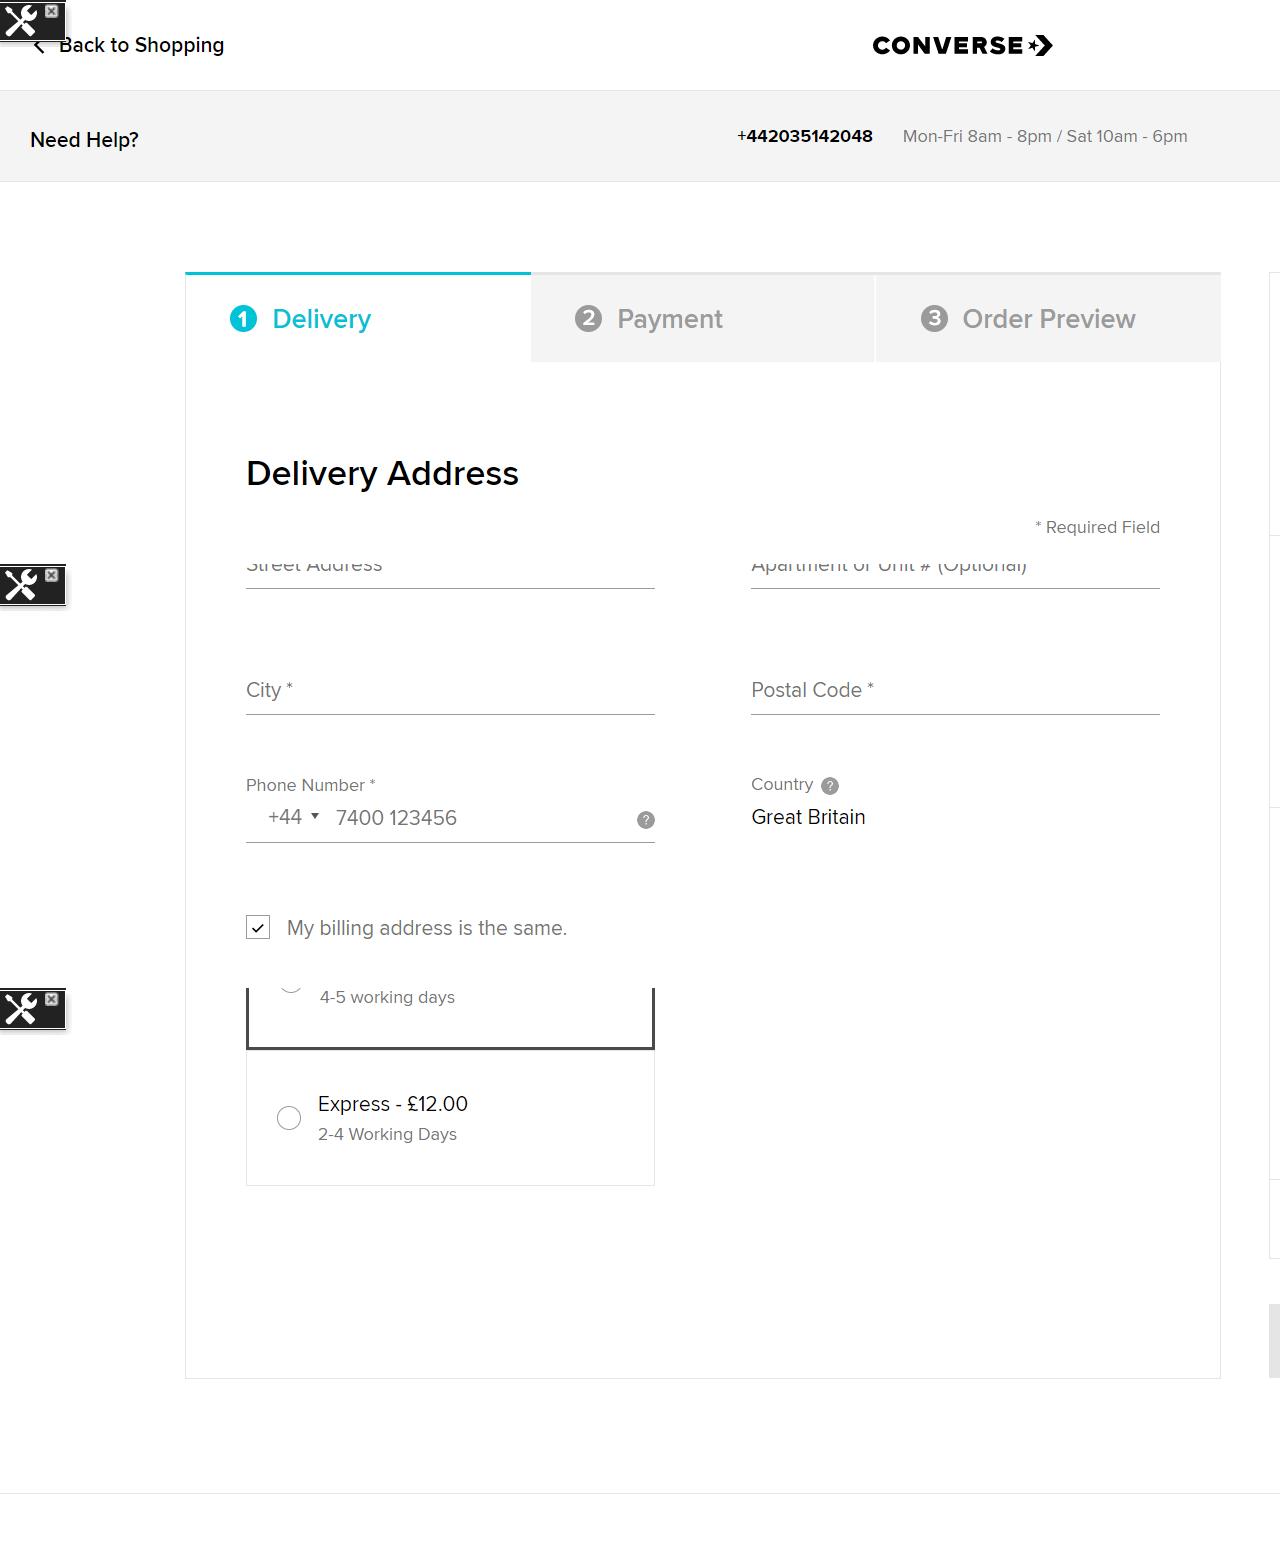 Back to Shopping
CONVERSE
Need Help?
+442035142048 Mon-Fri 8am - 8pm / Sat 10am - 6pm
1 Delivery
2 Payment
3 Order Preview
Delivery Address
* Required Field
Street Address
Apartment or Unit # (Optional)
City *
Postal Code *
Phone Number *
Country ?
+44 7400 123456 ?
Great Britain
My billing address is the same.
4-5 working days
Express - £12.00
2-4 Working Days